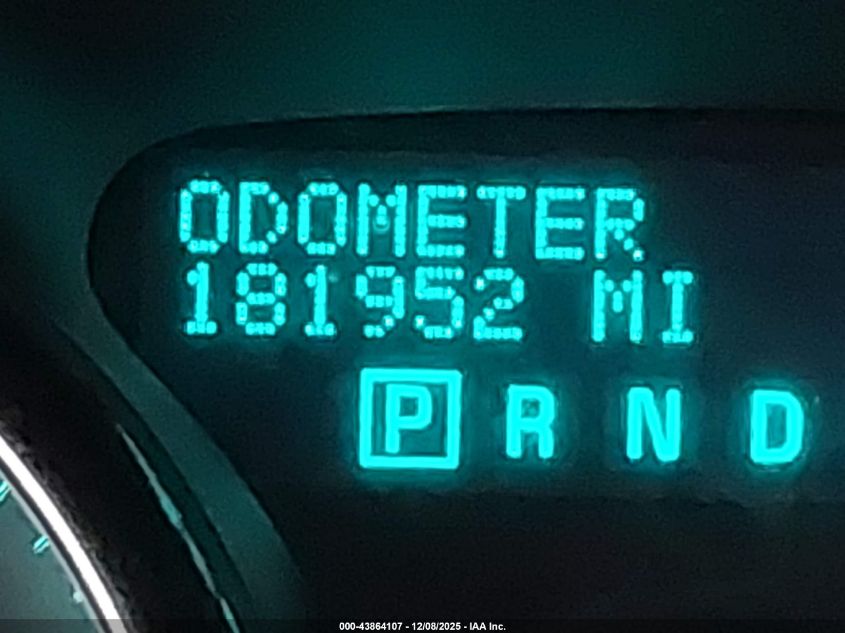 ODOMETER
181952 MI
P R N D
000-43864107 - 12/08/2025 - IAA Inc.